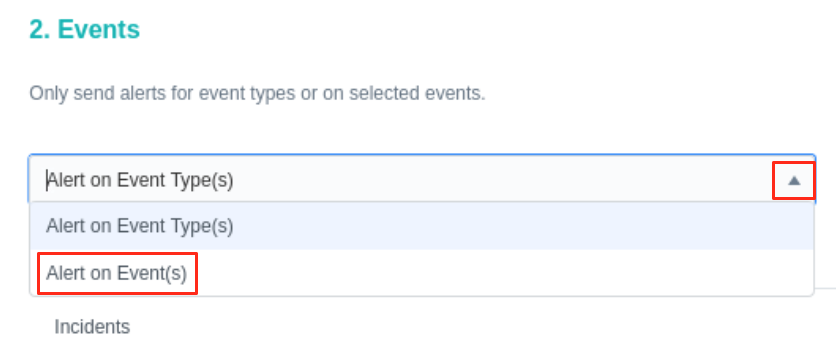 2. Events
Only send alerts for event types or on selected events.
Alert on Event Type(s)
Alert on Event Type(s)
Alert on Event(s)
Incidents